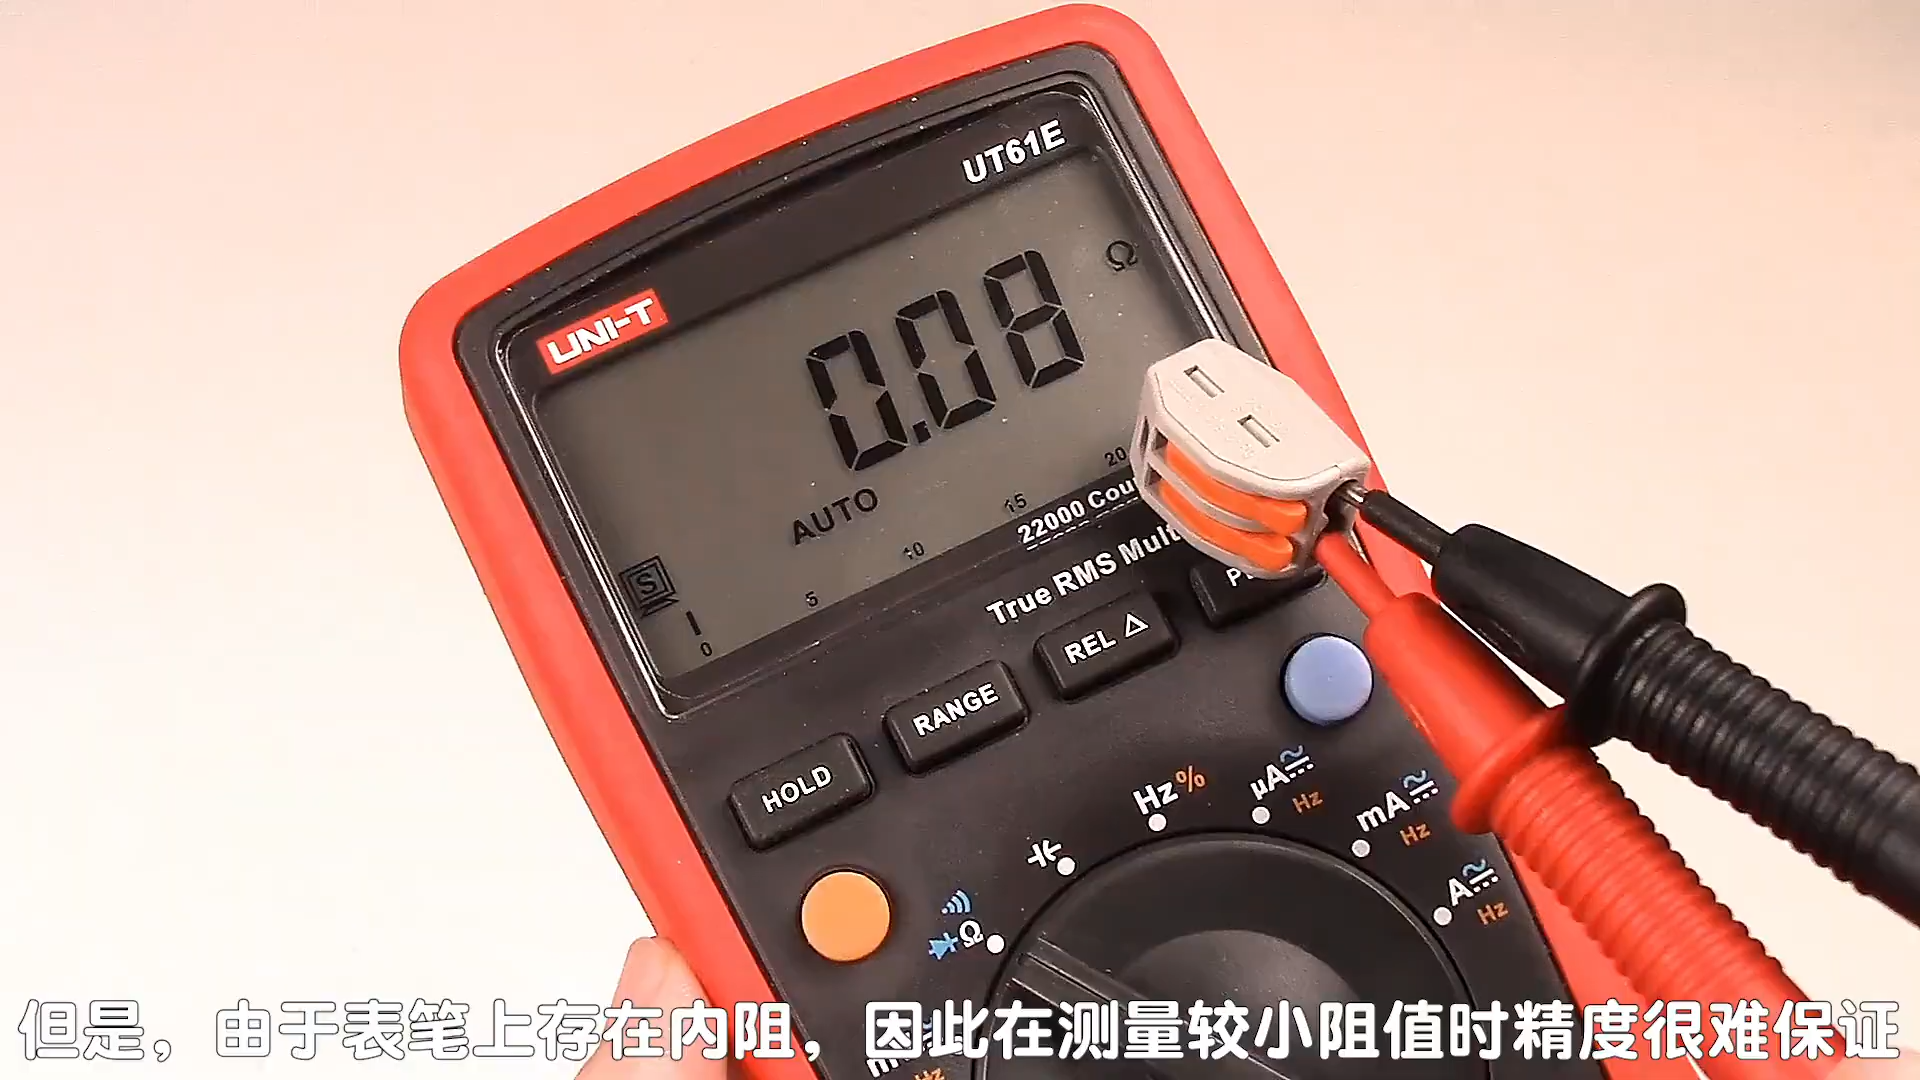 UT61E
UNI-T
0.08 Ω
AUTO
S
0 5 10 15 20
22000 Cou
True RMS Mult
HOLD
RANGE
REL △
Hz%
μA
Hz
mA
Hz
A
Hz
Ω
Hz
但是，由于表笔上存在内阻，因此在测量较小阻值时精度很难保证